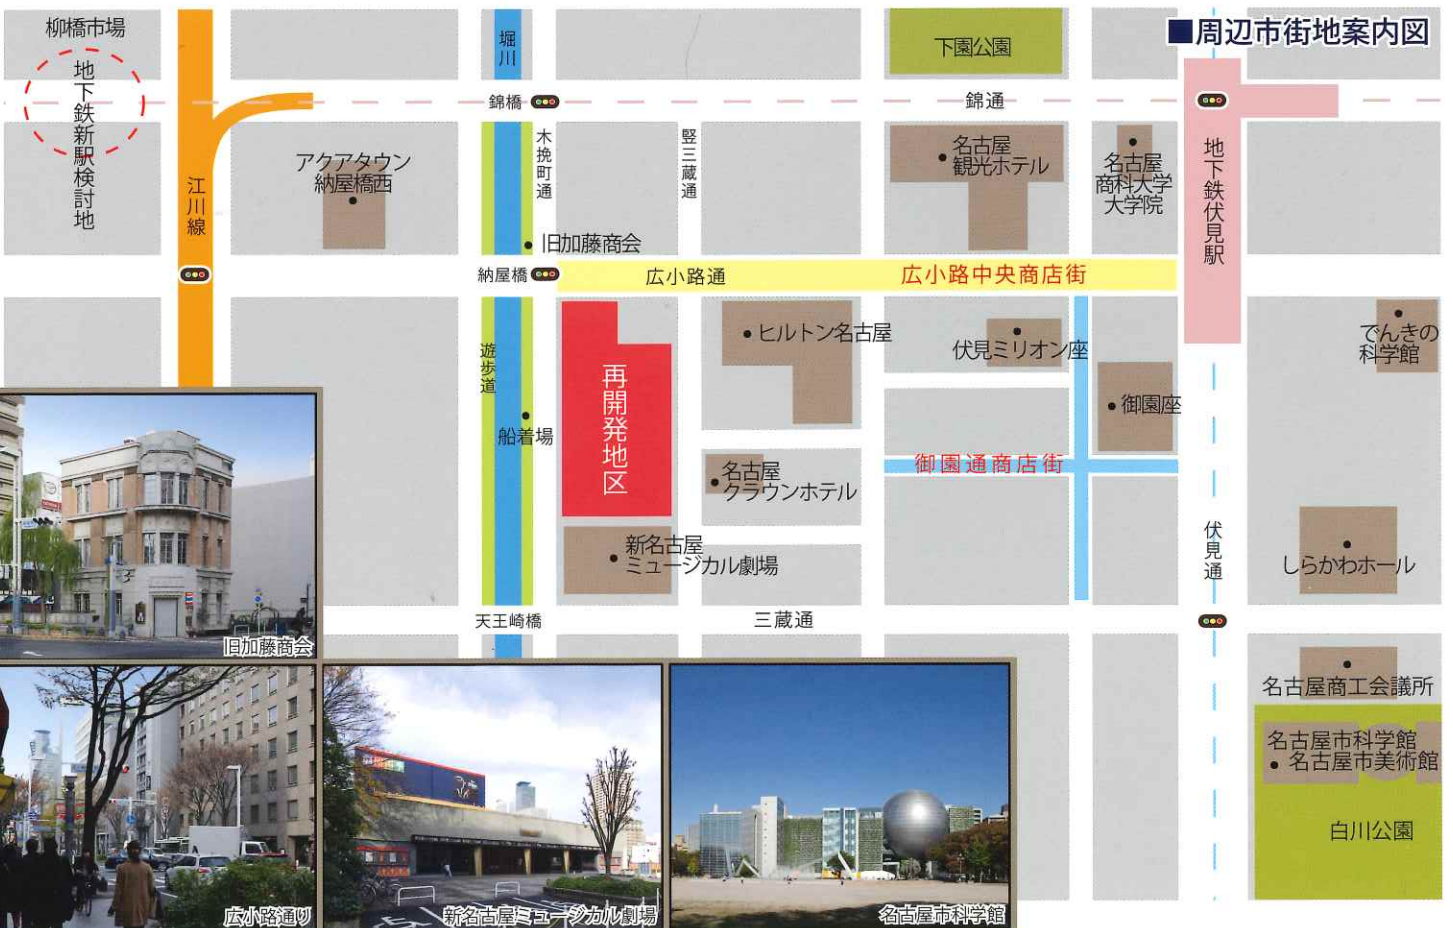 ■周辺市街地案内図
柳橋市場
地下鉄新駅検討地
江川線
堀川
下園公園
錦橋
錦通
アクアタウン
納屋橋西
木挽町通
竪三蔵通
名古屋
観光ホテル
名古屋
商科大学
大学院
地下鉄伏見駅
旧加藤商会
納屋橋
広小路通
広小路中央商店街
遊歩道
船着場
再開発地区
ヒルトン名古屋
伏見ミリオン座
でんきの
科学館
御園座
名古屋
クラウンホテル
御園通商店街
新名古屋
ミュージカル劇場
伏見通
しらかわホール
天王崎橋
三蔵通
名古屋商工会議所
名古屋市科学館
名古屋市美術館
白川公園
旧加藤商会
広小路通り
新名古屋ミュージカル劇場
名古屋市科学館